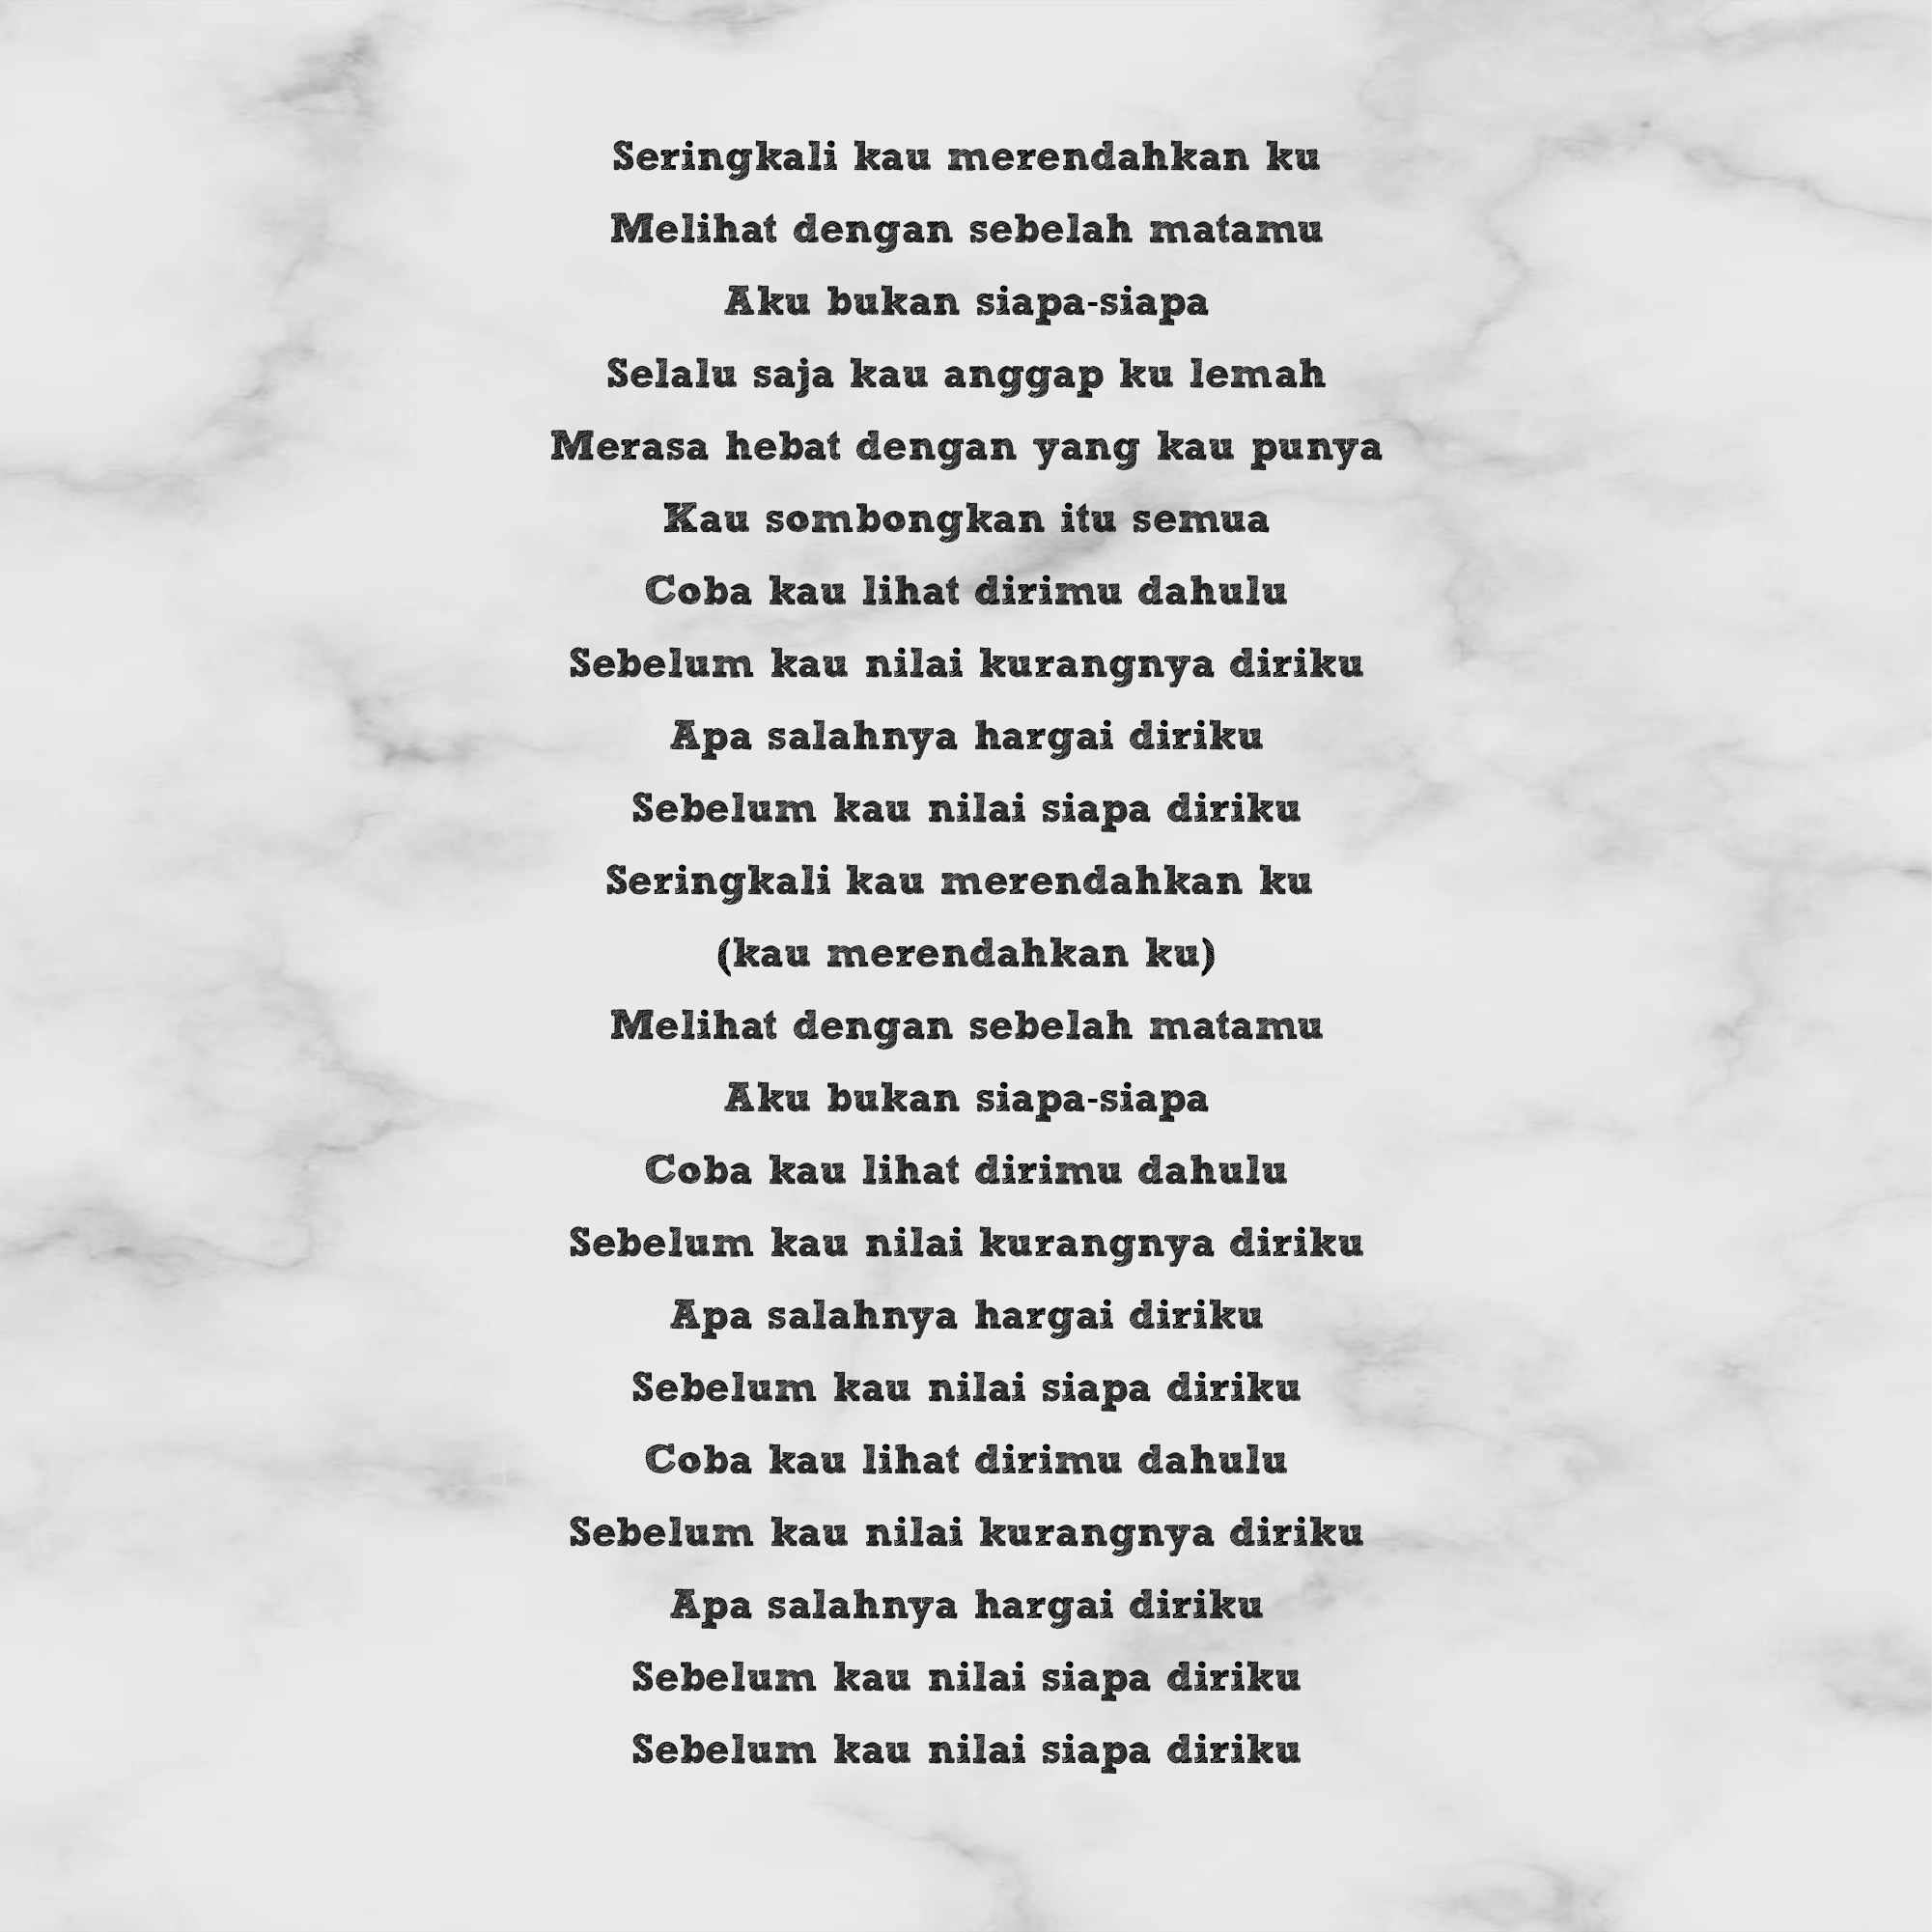 Seringkali kau merendahkan ku
Melihat dengan sebelah matamu
Aku bukan siapa-siapa
Selalu saja kau anggap ku lemah
Merasa hebat dengan yang kau punya
Kau sombongkan itu semua
Coba kau lihat dirimu dahulu
Sebelum kau nilai kurangnya diriku
Apa salahnya hargai diriku
Sebelum kau nilai siapa diriku
Seringkali kau merendahkan ku
(kau merendahkan ku)
Melihat dengan sebelah matamu
Aku bukan siapa-siapa
Coba kau lihat dirimu dahulu
Sebelum kau nilai kurangnya diriku
Apa salahnya hargai diriku
Sebelum kau nilai siapa diriku
Coba kau lihat dirimu dahulu
Sebelum kau nilai kurangnya diriku
Apa salahnya hargai diriku
Sebelum kau nilai siapa diriku
Sebelum kau nilai siapa diriku